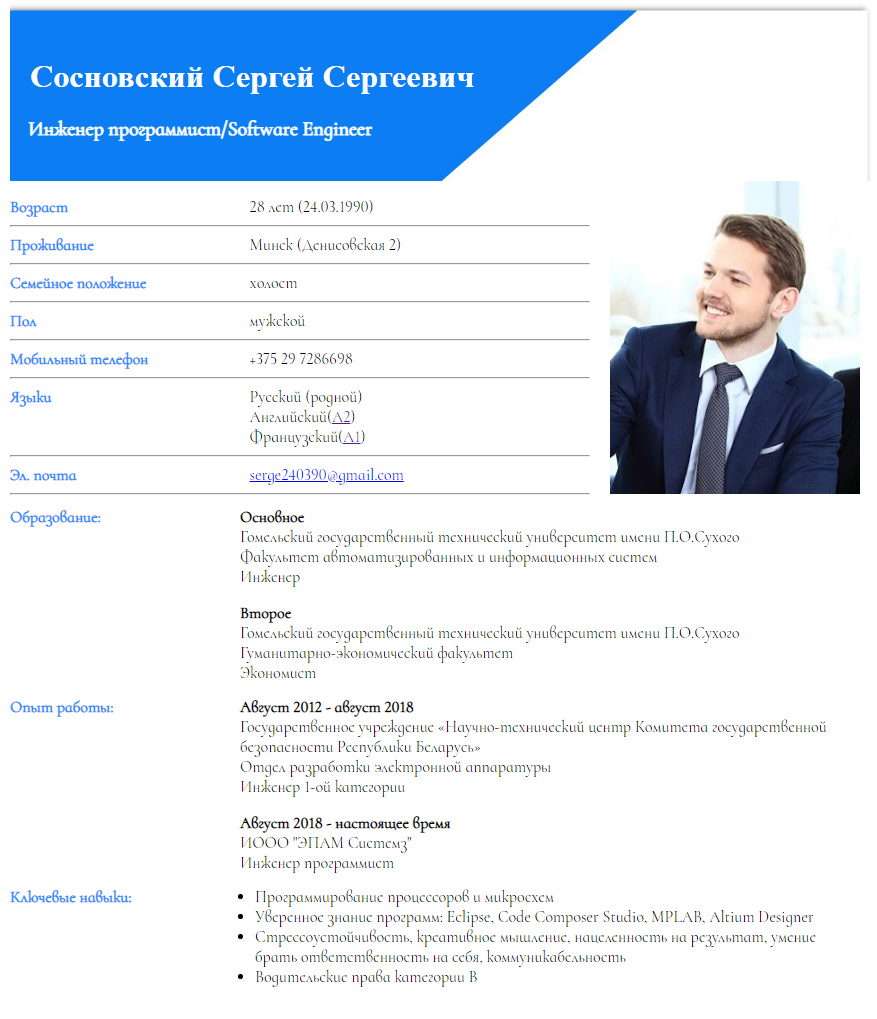 Сосновский Сергей Сергеевич
Инженер программист/Software Engineer
Возраст 28 лет (24.03.1990)
Проживание Минск (Денисовская 2)
Семейное положение холост
Пол мужской
Мобильный телефон +375 29 7286698
Языки Русский (родной)
Английский(А2)
Французский(А1)
Эл. почта serge240390@gmail.com
Образование: Основное
Гомельский государственный технический университет имени П.О.Сухого
Факультет автоматизированных и информационных систем
Инженер
Второе
Гомельский государственный технический университет имени П.О.Сухого
Гуманитарно-экономический факультет
Экономист
Опыт работы: Август 2012 - август 2018
Государственное учреждение «Научно-технический центр Комитета государственной
безопасности Республики Беларусь»
Отдел разработки электронной аппаратуры
Инженер 1-ой категории
Август 2018 - настоящее время
ИООО "ЭПАМ Системз"
Инженер программист
Ключевые навыки: • Программирование процессоров и микросхем
• Уверенное знание программ: Eclipse, Code Composer Studio, MPLAB, Altium Designer
• Стрессоустойчивость, креативное мышление, нацеленность на результат, умение
брать ответственность на себя, коммуникабельность
• Водительские права категории В